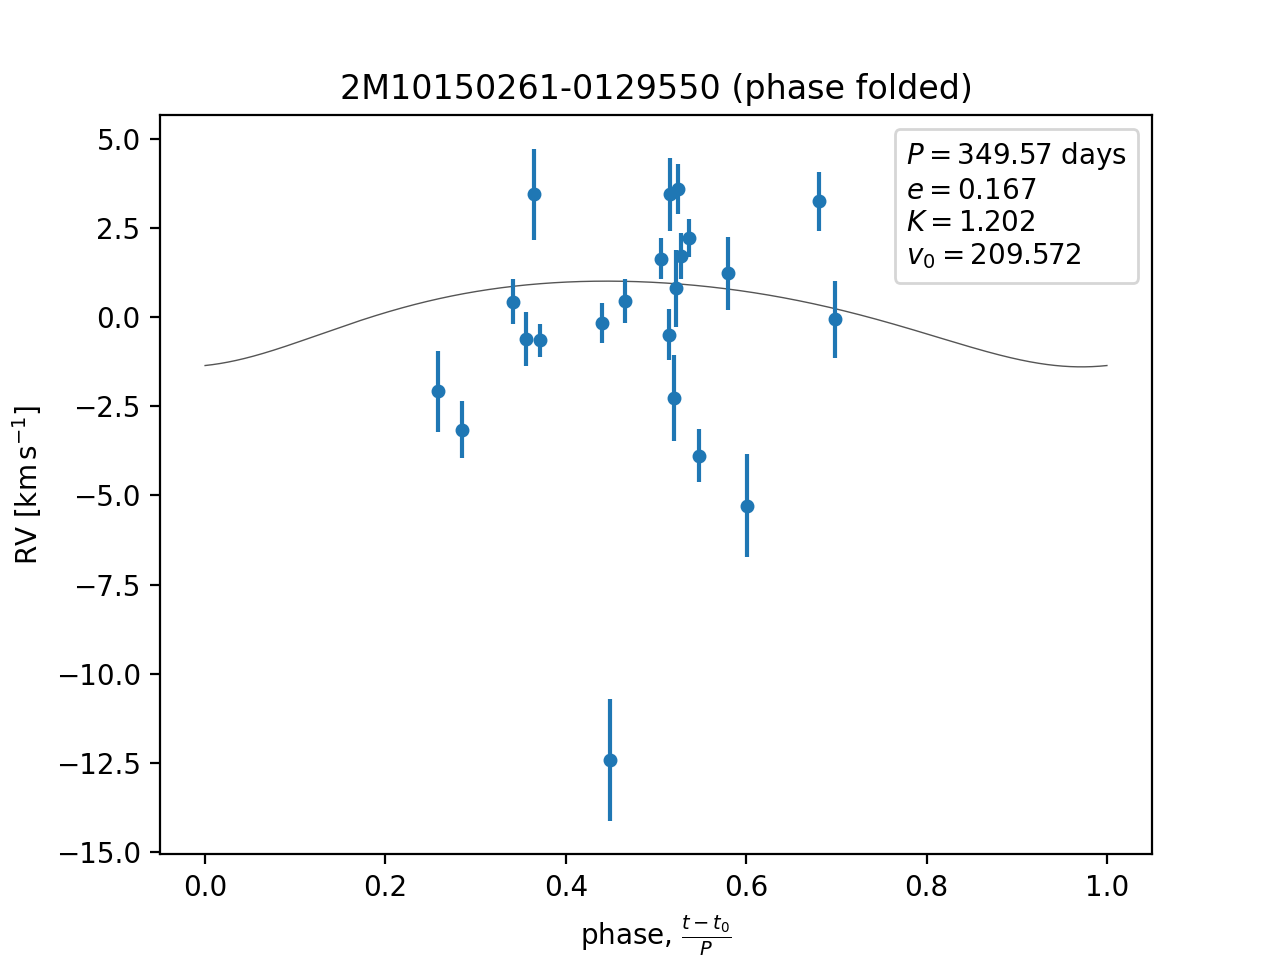 2M10150261-0129550 (phase folded)
P = 349.57 days
e = 0.167
K = 1.202
v₀ = 209.572
5.0
2.5
0.0
−2.5
−5.0
−7.5
−10.0
−12.5
−15.0
RV [km s⁻¹]
0.0 0.2 0.4 0.6 0.8 1.0
phase, (t − t₀)/P